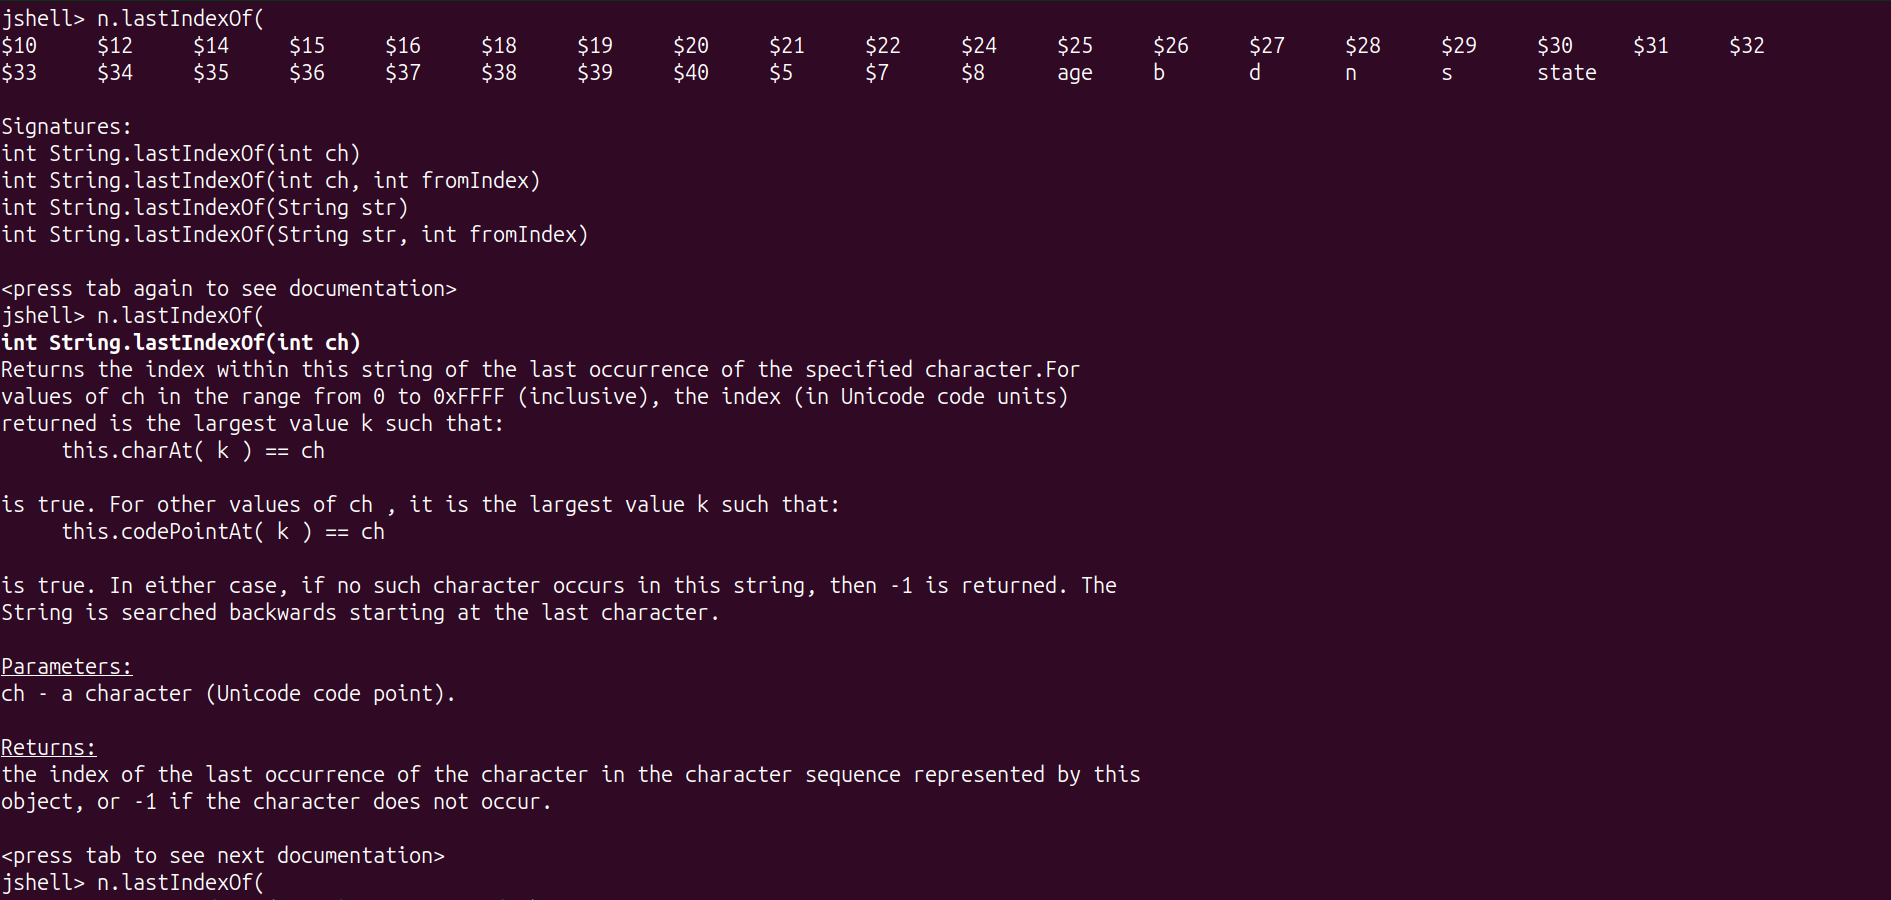 jshell> n.lastIndexOf(
$10 $12 $14 $15 $16 $18 $19 $20 $21 $22 $24 $25 $26 $27 $28 $29 $30 $31 $32
$33 $34 $35 $36 $37 $38 $39 $40 $5 $7 $8 age b d n s state
Signatures:
int String.lastIndexOf(int ch)
int String.lastIndexOf(int ch, int fromIndex)
int String.lastIndexOf(String str)
int String.lastIndexOf(String str, int fromIndex)
<press tab again to see documentation>
jshell> n.lastIndexOf(
int String.lastIndexOf(int ch)
Returns the index within this string of the last occurrence of the specified character.For
values of ch in the range from 0 to 0xFFFF (inclusive), the index (in Unicode code units)
returned is the largest value k such that:
this.charAt( k ) == ch
is true. For other values of ch , it is the largest value k such that:
this.codePointAt( k ) == ch
is true. In either case, if no such character occurs in this string, then -1 is returned. The
String is searched backwards starting at the last character.
Parameters:
ch - a character (Unicode code point).
Returns:
the index of the last occurrence of the character in the character sequence represented by this
object, or -1 if the character does not occur.
<press tab to see next documentation>
jshell> n.lastIndexOf(